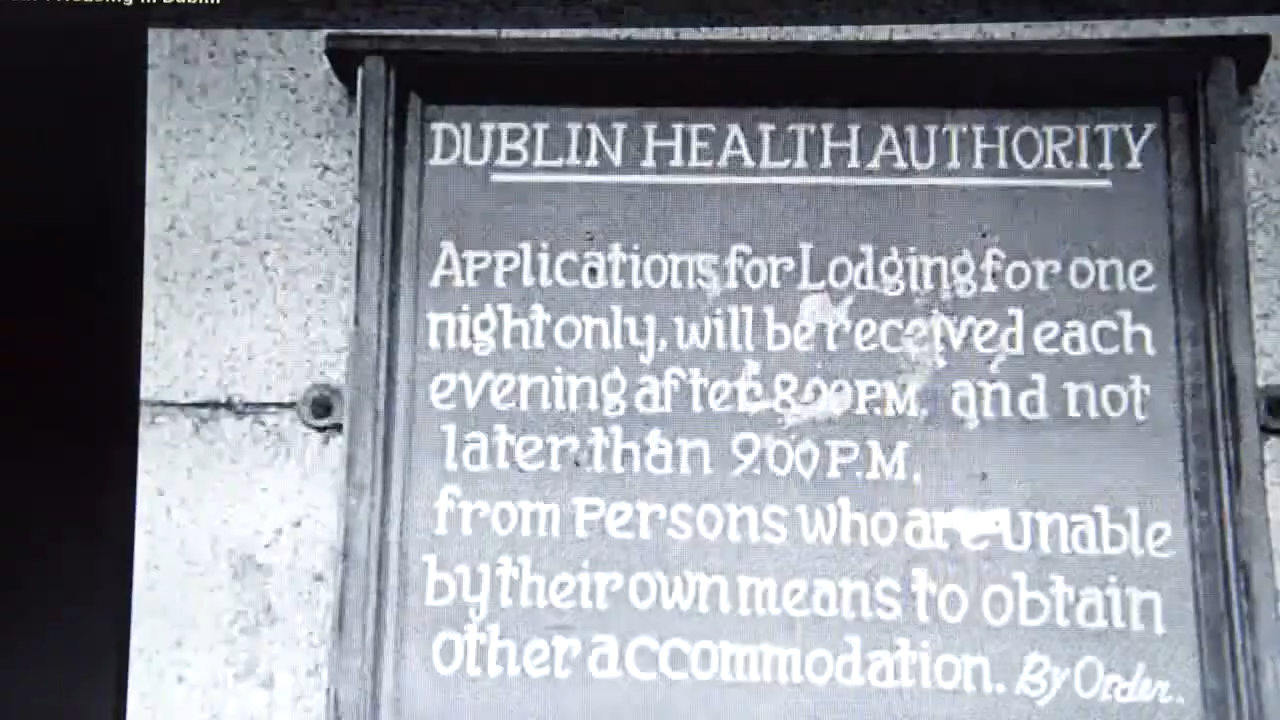 in Dublin
DUBLIN HEALTH AUTHORITY
Applications for Lodging for one
night only, will be received each
evening after 8.00 P.M. and not
later than 9.00 P.M.
from Persons who are unable
by their own means to obtain
other accommodation. By Order.